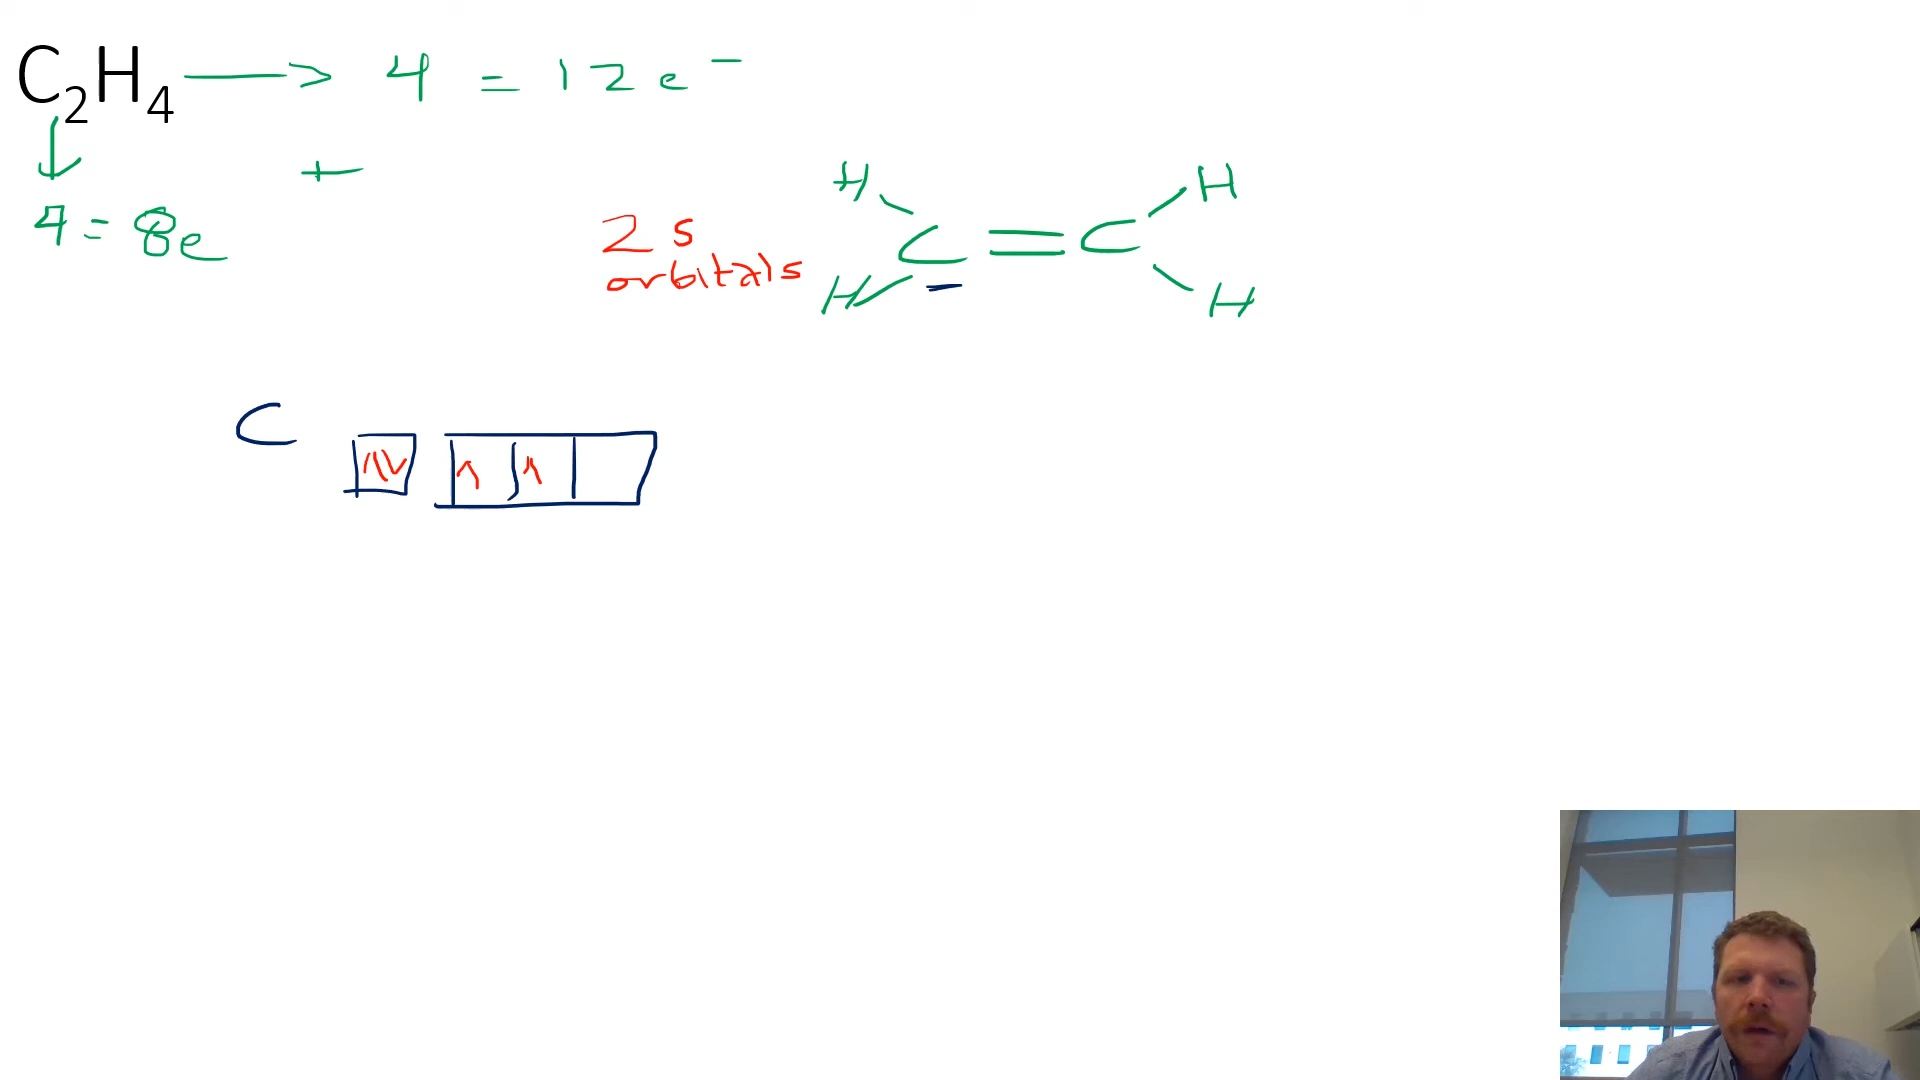 C₂H₄ → 4 = 12e⁻
+
4 = 8e
2 s
orbitals
H H
C = C
H H
C ↑↓ ↑ ↑